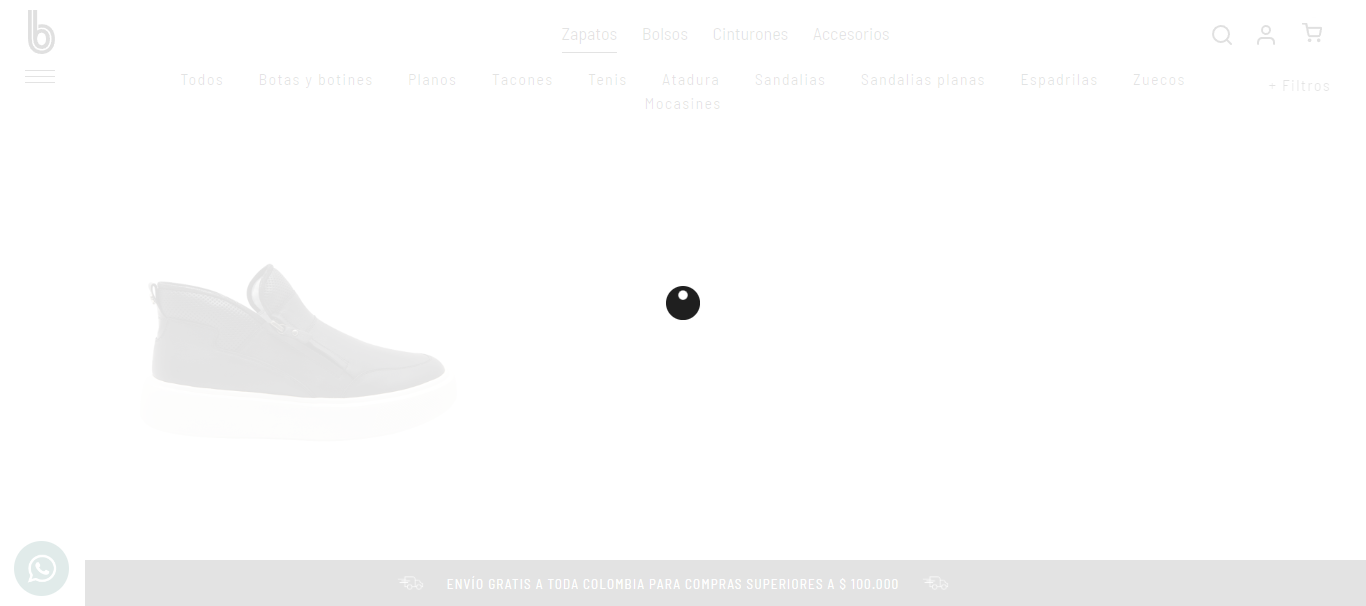 b
Zapatos Bolsos Cinturones Accesorios
Todos Botas y botines Planos Tacones Tenis Atadura Sandalias Sandalias planas Espadrilas Zuecos
Mocasines
+ Filtros
ENVÍO GRATIS A TODA COLOMBIA PARA COMPRAS SUPERIORES A $ 100.000